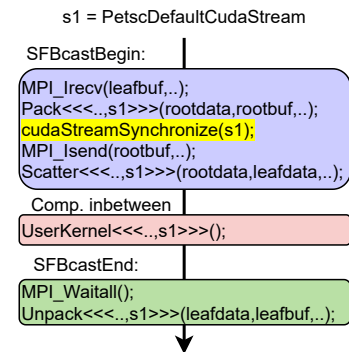 s1 = PetscDefaultCudaStream
SFBcastBegin:
MPI_Irecv(leafbuf,..);
Pack<<<..,s1>>>(rootdata,rootbuf,..);
cudaStreamSynchronize(s1);
MPI_Isend(rootbuf,..);
Scatter<<<..,s1>>>(rootdata,leafdata,..);
Comp. inbetween
UserKernel<<<..,s1>>>();
SFBcastEnd:
MPI_Waitall();
Unpack<<<..,s1>>>(leafdata,leafbuf,..);